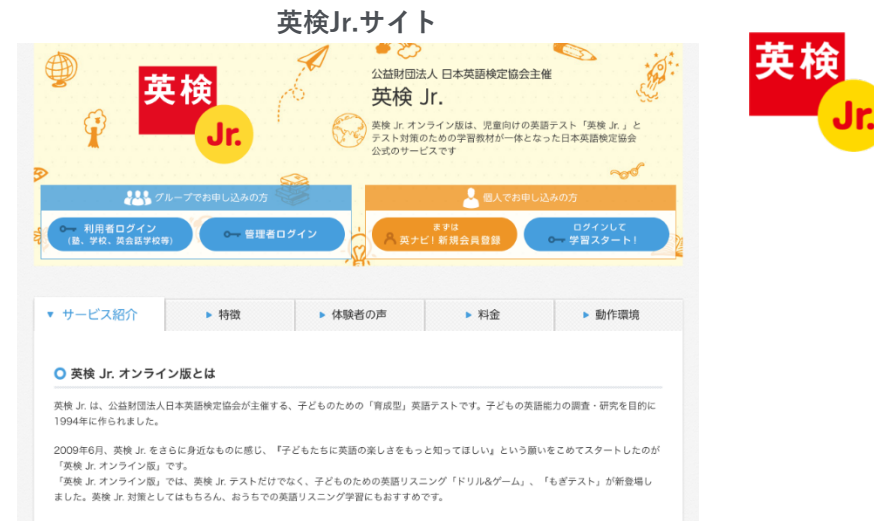 英検Jr.サイト
英検
Jr.
英検
Jr.
公益財団法人 日本英語検定協会主催
英検 Jr.
英検 Jr. オンライン版は、児童向けの英語テスト「英検 Jr. 」と
テスト対策のための学習教材が一体となった日本英語検定協会
公式のサービスです
グループでお申し込みの方
個人でお申し込みの方
利用者ログイン
(塾、学校、英会話学校等)
管理者ログイン
まずは
英ナビ！新規会員登録
ログインして
学習スタート！
サービス紹介
特徴
体験者の声
料金
動作環境
英検 Jr. オンライン版とは
英検 Jr. は、公益財団法人日本英語検定協会が主催する、子どものための「育成型」英語テストです。子どもの英語能力の調査・研究を目的に
1994年に作られました。
2009年6月、英検 Jr. をさらに身近なものに感じ、『子どもたちに英語の楽しさをもっと知ってほしい』という願いをこめてスタートしたのが
「英検 Jr. オンライン版」です。
「英検 Jr. オンライン版」では、英検 Jr. テストだけでなく、子どものための英語リスニング「ドリル&ゲーム」、「もぎテスト」が新登場し
ました。英検 Jr. 対策としてはもちろん、おうちでの英語リスニング学習にもおすすめです。